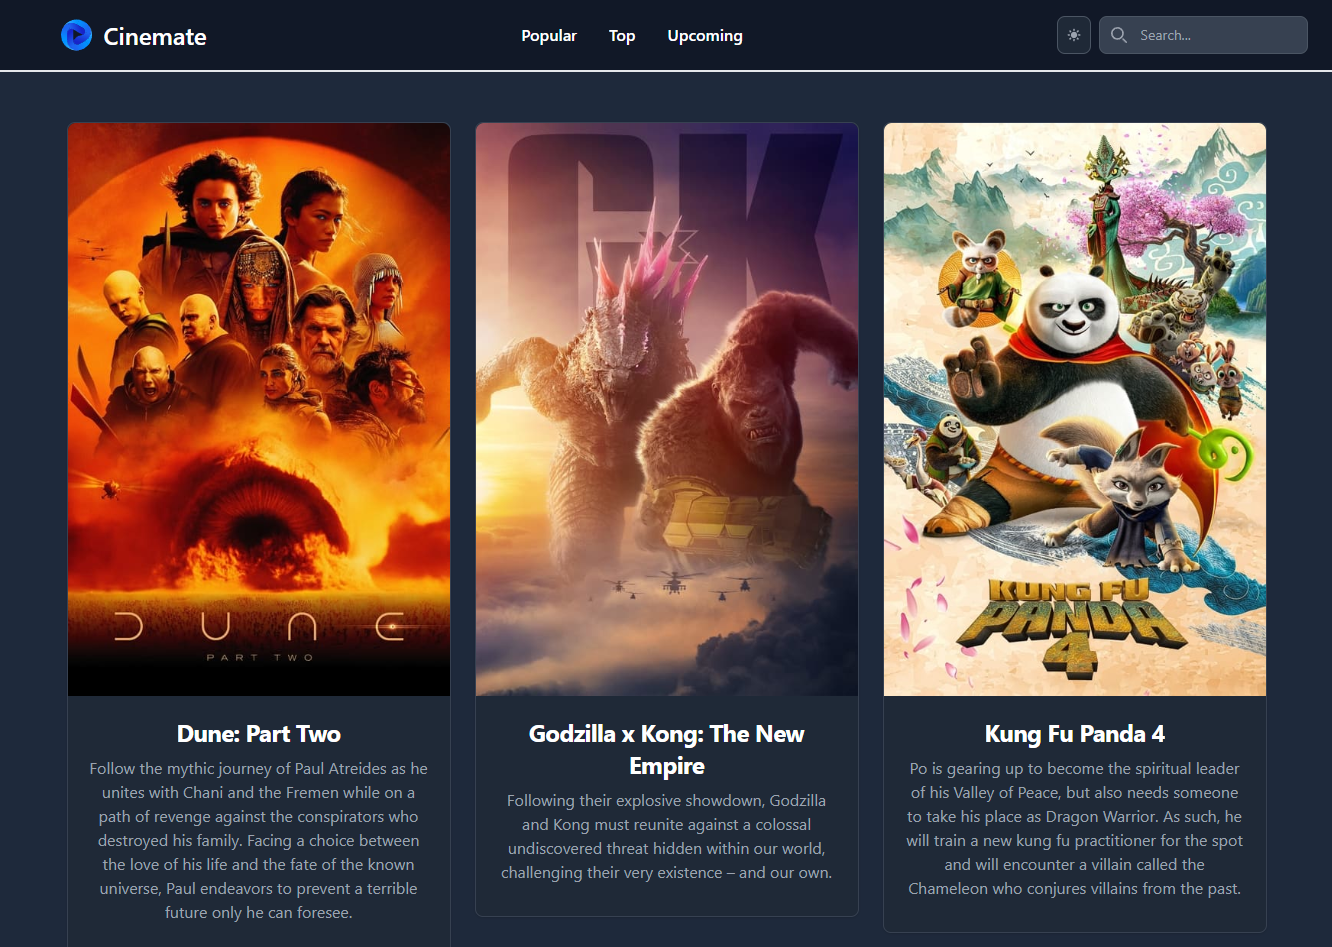 Cinemate
Popular
Top
Upcoming
Search...
GK
DUNE
PART TWO
KUNG FU
PANDA
4
Dune: Part Two
Follow the mythic journey of Paul Atreides as he
unites with Chani and the Fremen while on a
path of revenge against the conspirators who
destroyed his family. Facing a choice between
the love of his life and the fate of the known
universe, Paul endeavors to prevent a terrible
future only he can foresee.
Godzilla x Kong: The New
Empire
Following their explosive showdown, Godzilla
and Kong must reunite against a colossal
undiscovered threat hidden within our world,
challenging their very existence – and our own.
Kung Fu Panda 4
Po is gearing up to become the spiritual leader
of his Valley of Peace, but also needs someone
to take his place as Dragon Warrior. As such, he
will train a new kung fu practitioner for the spot
and will encounter a villain called the
Chameleon who conjures villains from the past.